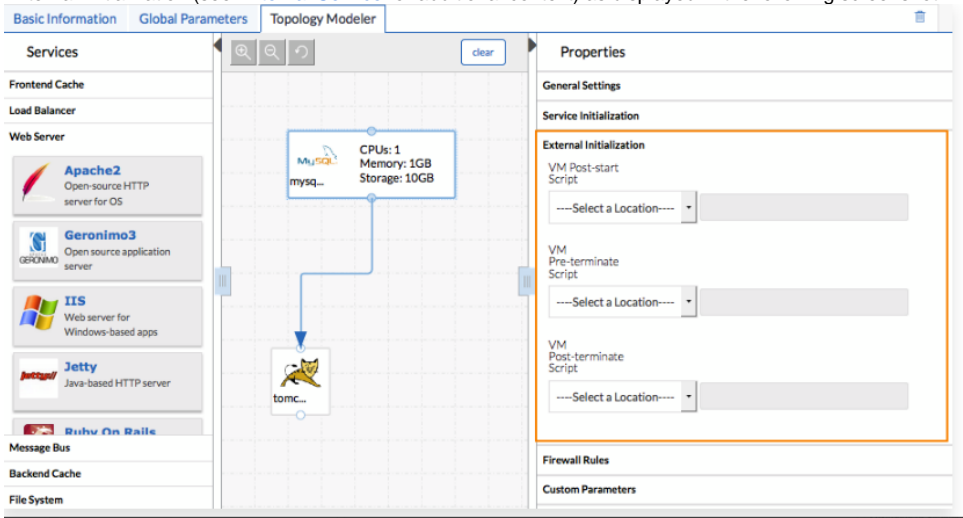 Basic Information Global Parameters Topology Modeler
Services
clear
Properties
Frontend Cache
Load Balancer
Web Server
Apache2
Open-source HTTP
server for OS
Geronimo3
Open source application
server
GERONIMO
IIS
Web server for
Windows-based apps
Jetty
Java-based HTTP server
Ruby On Rails
Message Bus
Backend Cache
File System
MySQL
mysq...
CPUs: 1
Memory: 1GB
Storage: 10GB
tomc...
General Settings
Service Initialization
External Initialization
VM Post-start
Script
----Select a Location----
VM
Pre-terminate
Script
----Select a Location----
VM
Post-terminate
Script
----Select a Location----
Firewall Rules
Custom Parameters